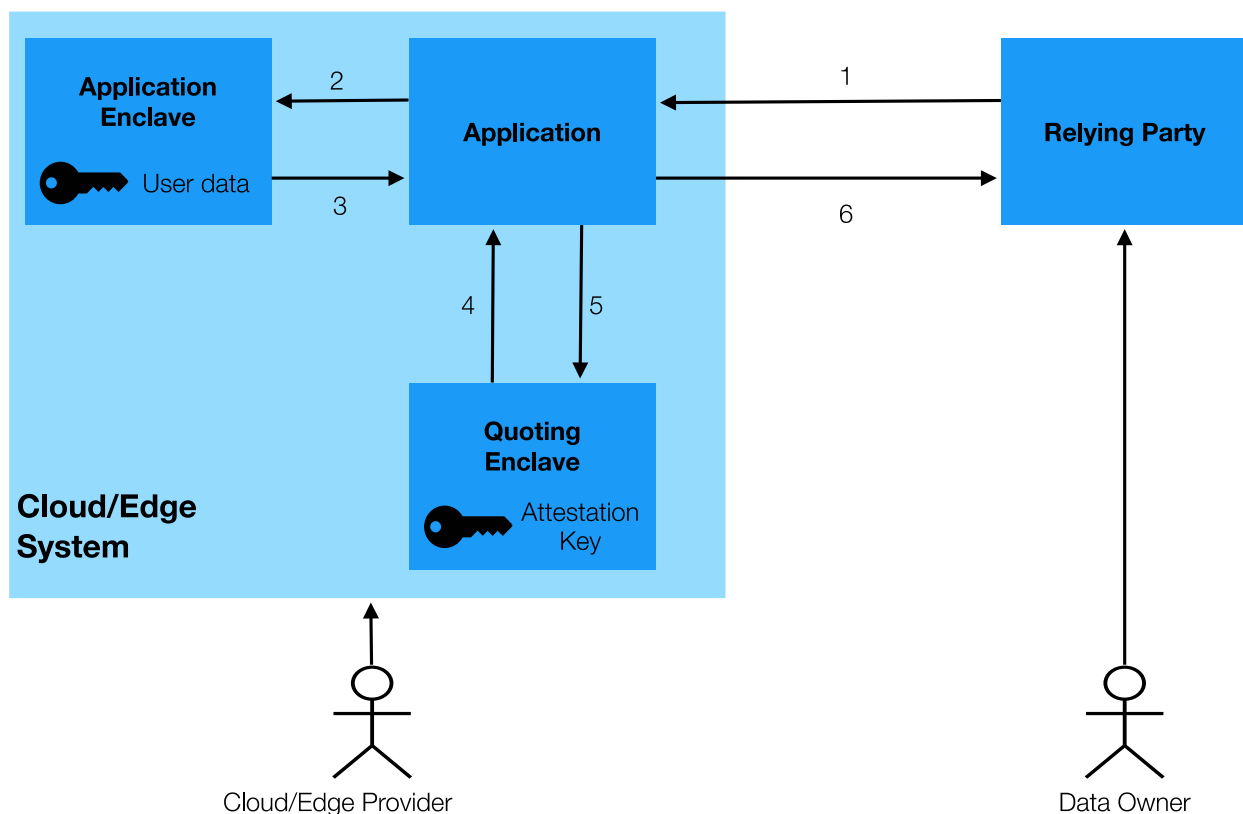 Application
Enclave
User data
2
3
Application
1
6
Relying Party
4
5
Quoting
Enclave
Attestation
Key
Cloud/Edge
System
Cloud/Edge Provider
Data Owner